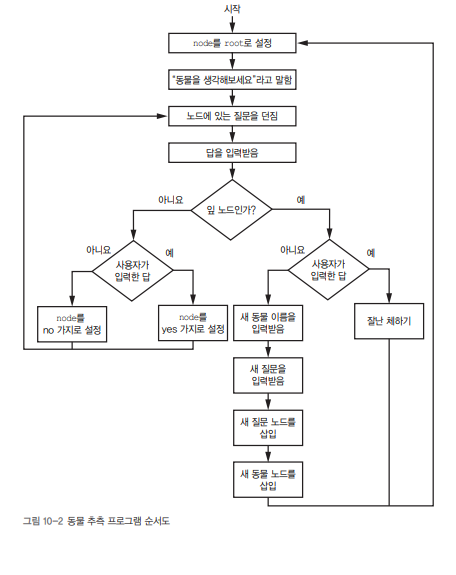 시작
node를 root로 설정
“동물을 생각해보세요”라고 말함
노드에 있는 질문을 던짐
답을 입력받음
잎 노드인가?
아니요
예
사용자가
입력한 답
아니요
예
node를
no 가지로 설정
node를
yes 가지로 설정
사용자가
입력한 답
아니요
예
새 동물 이름을
입력받음
잘난 체하기
새 질문을
입력받음
새 질문 노드를
삽입
새 동물 노드를
삽입
그림 10-2 동물 추측 프로그램 순서도